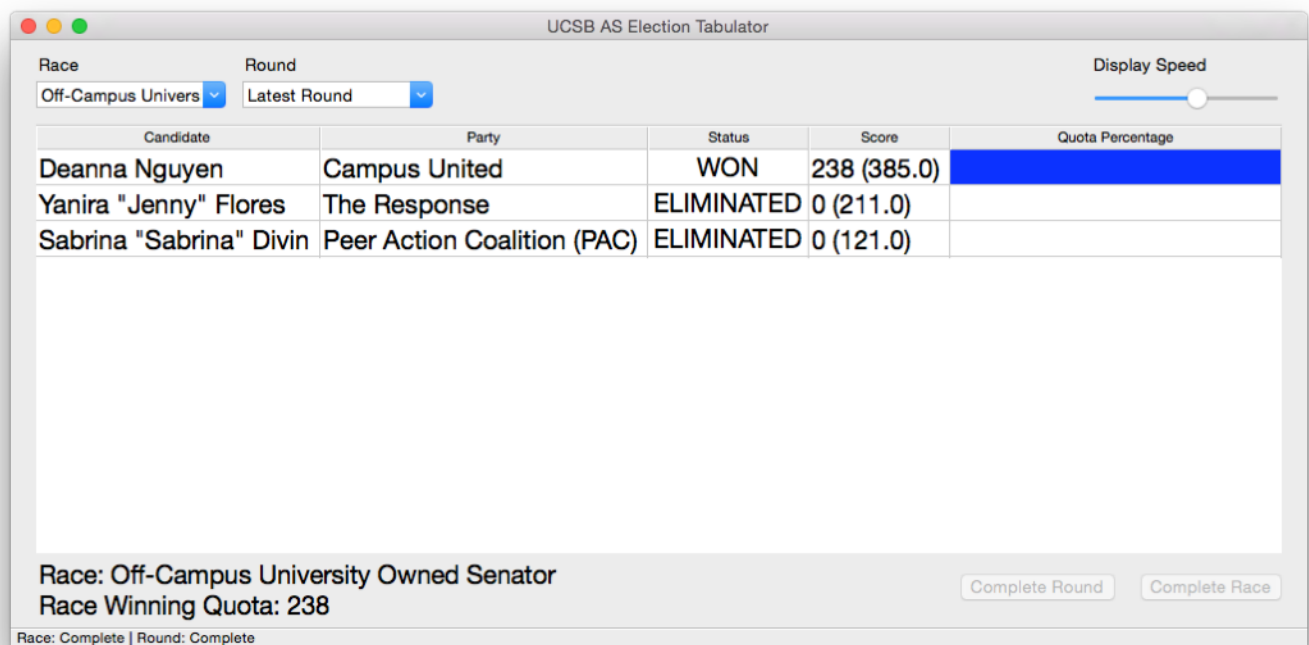 UCSB AS Election Tabulator
Race Round Display Speed
Off-Campus Univers Latest Round
Candidate Party Status Score Quota Percentage
Deanna Nguyen Campus United WON 238 (385.0)
Yanira "Jenny" Flores The Response ELIMINATED 0 (211.0)
Sabrina "Sabrina" Divin Peer Action Coalition (PAC) ELIMINATED 0 (121.0)
Race: Off-Campus University Owned Senator
Complete Round Complete Race
Race Winning Quota: 238
Race: Complete | Round: Complete